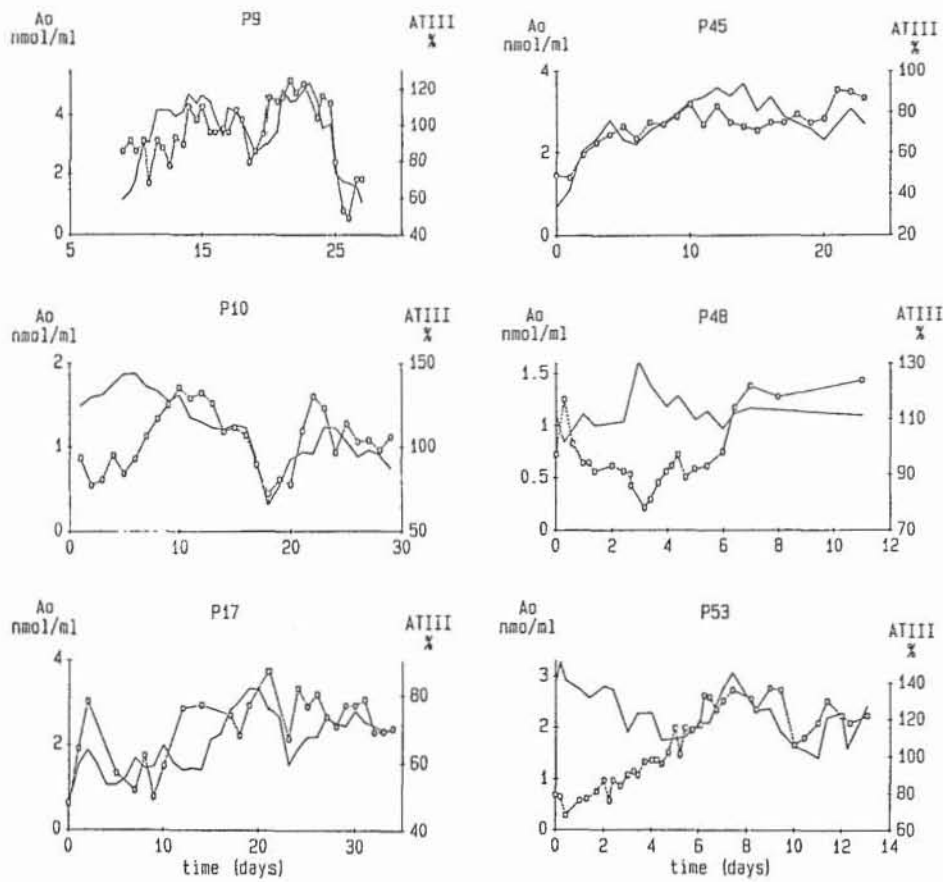 Ao P9 ATIII
nmol/ml %
4
2
0
120
100
80
60
40
5 15 25
Ao P45 ATIII
nmol/ml %
4
2
0
100
80
60
40
20
0 10 20
Ao P10 ATIII
nmol/ml %
2
1
0
150
100
50
0 10 20 30
Ao P48 ATIII
nmol/ml %
1.5
1
0.5
0
130
110
90
70
0 2 4 6 8 10 12
Ao P17 ATIII
nmol/ml %
4
2
0
80
60
40
0 10 20 30
time (days)
Ao P53 ATIII
nmo/ml %
3
2
1
0
140
120
100
80
60
0 2 4 6 8 10 12 14
time (days)